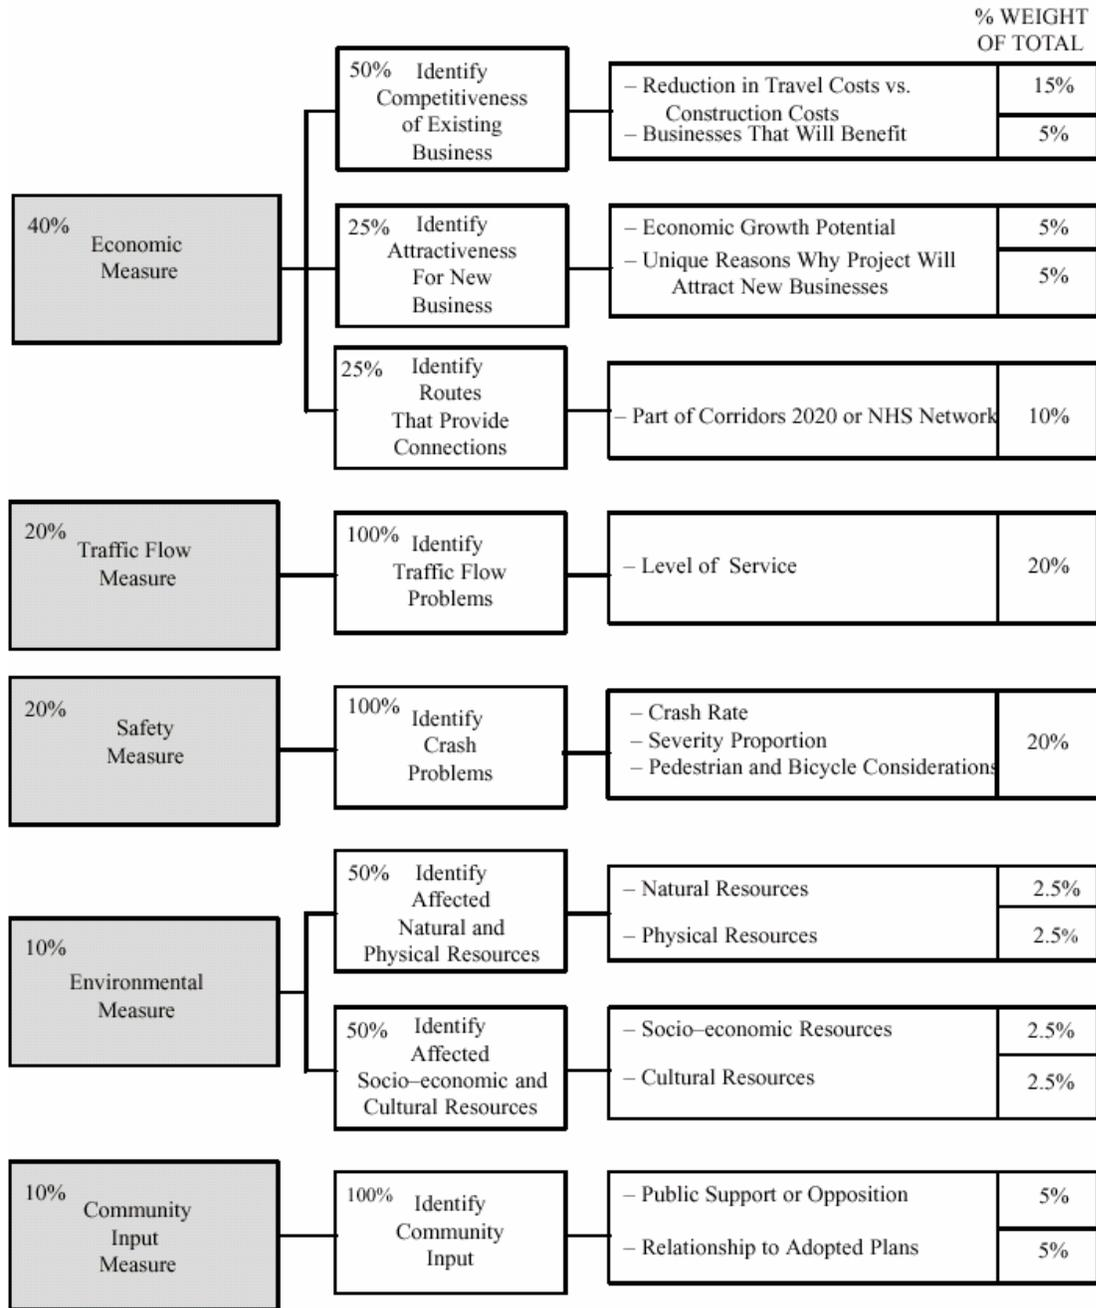 % WEIGHT
OF TOTAL
40%
Economic
Measure
50% Identify
Competitiveness
of Existing
Business
– Reduction in Travel Costs vs.
Construction Costs
15%
– Businesses That Will Benefit
5%
25% Identify
Attractiveness
For New
Business
– Economic Growth Potential
5%
– Unique Reasons Why Project Will
Attract New Businesses
5%
25% Identify
Routes
That Provide
Connections
– Part of Corridors 2020 or NHS Network
10%
20%
Traffic Flow
Measure
100% Identify
Traffic Flow
Problems
– Level of Service
20%
20%
Safety
Measure
100% Identify
Crash
Problems
– Crash Rate
– Severity Proportion
– Pedestrian and Bicycle Considerations
20%
10%
Environmental
Measure
50% Identify
Affected
Natural and
Physical Resources
– Natural Resources
2.5%
– Physical Resources
2.5%
50% Identify
Affected
Socio–economic and
Cultural Resources
– Socio–economic Resources
2.5%
– Cultural Resources
2.5%
10%
Community
Input
Measure
100% Identify
Community
Input
– Public Support or Opposition
5%
– Relationship to Adopted Plans
5%